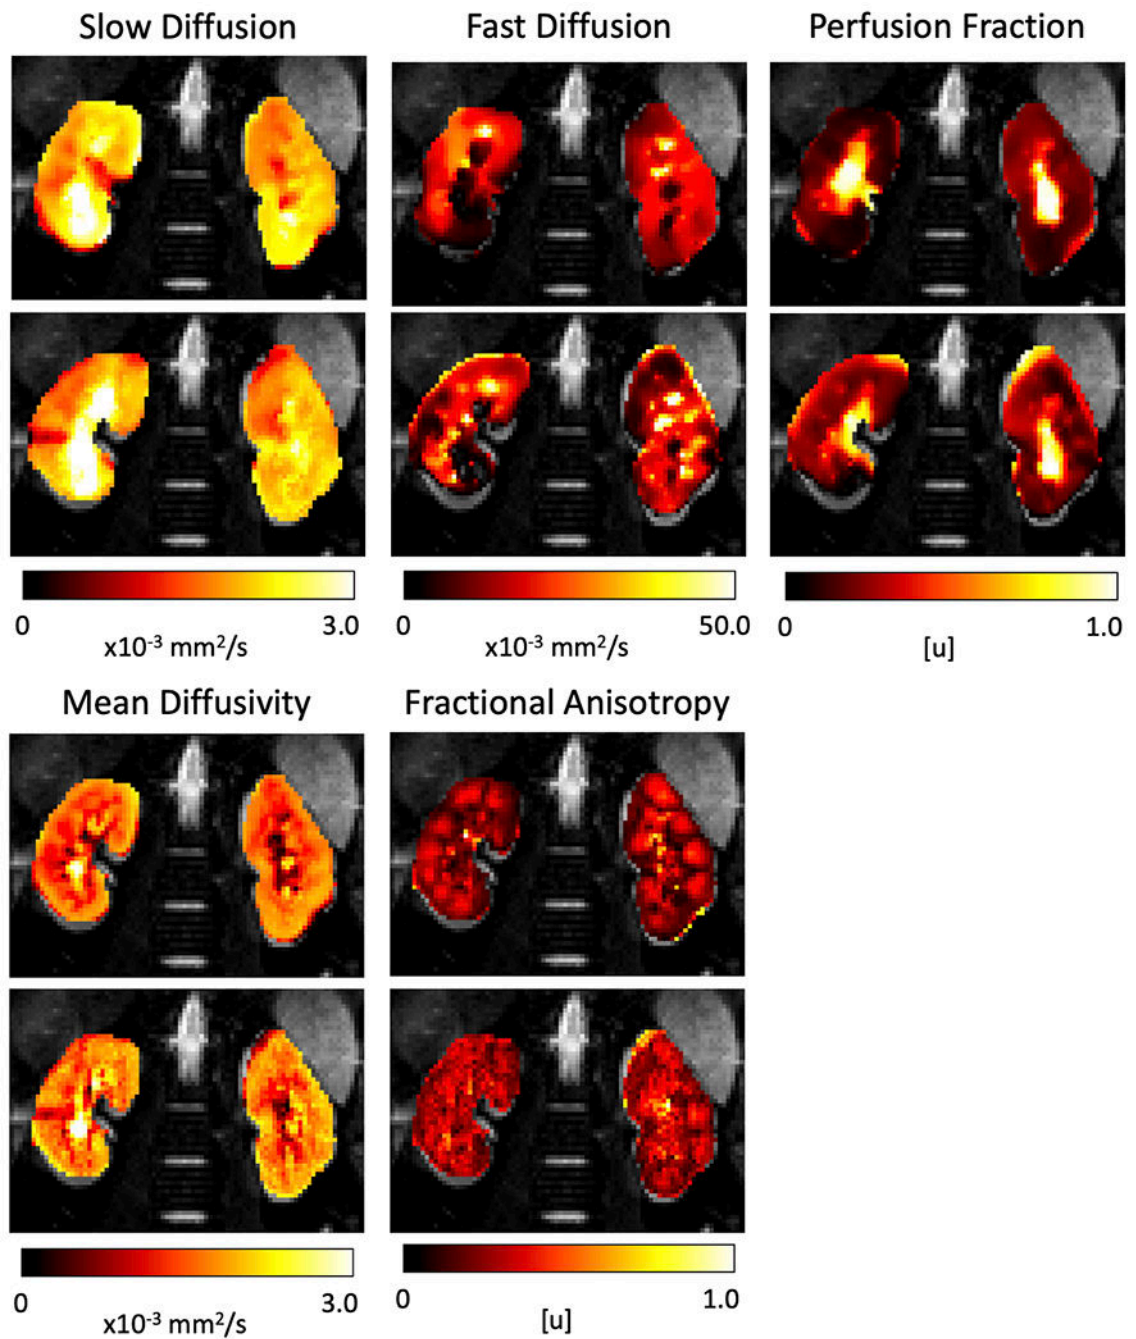 Slow Diffusion
Fast Diffusion
Perfusion Fraction
0 3.0
x10⁻³ mm²/s
0 50.0
x10⁻³ mm²/s
0 1.0
[u]
Mean Diffusivity
Fractional Anisotropy
0 3.0
x10⁻³ mm²/s
0 1.0
[u]